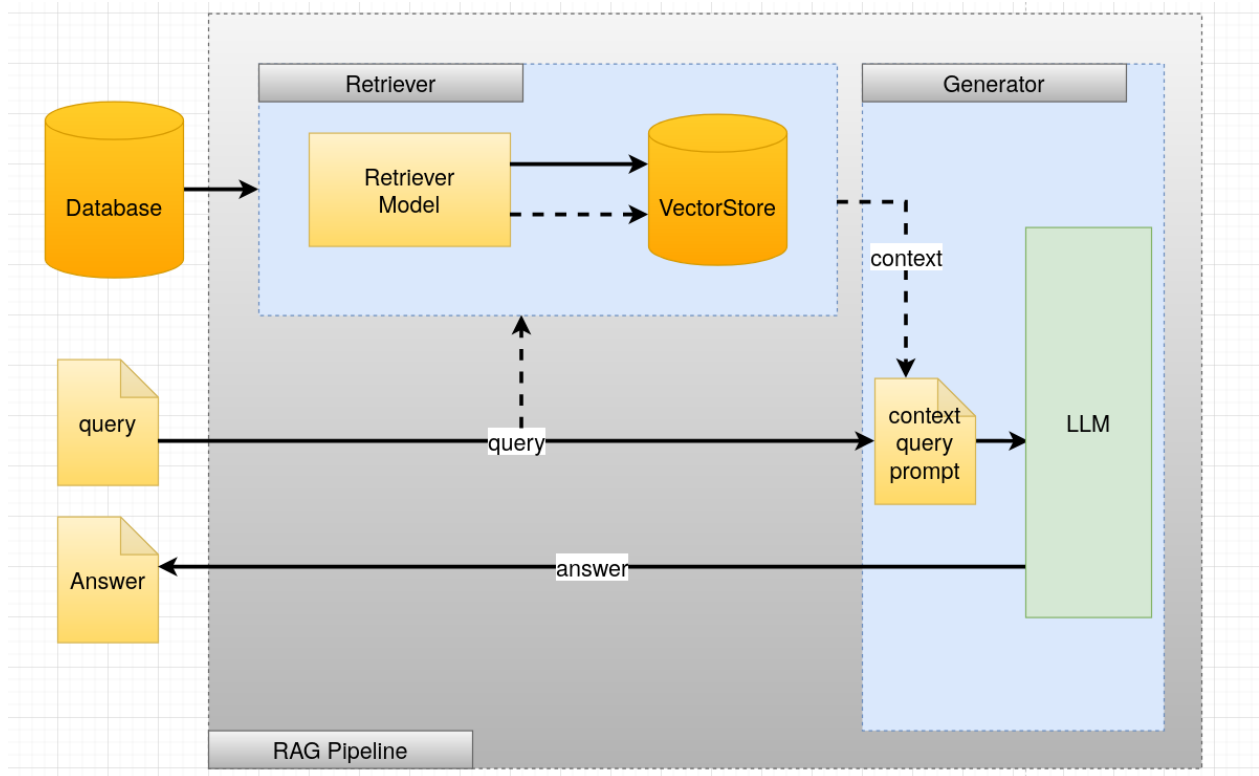 Retriever
Generator
Database
Retriever
Model
VectorStore
context
query
query
context
query
prompt
LLM
Answer
answer
RAG Pipeline